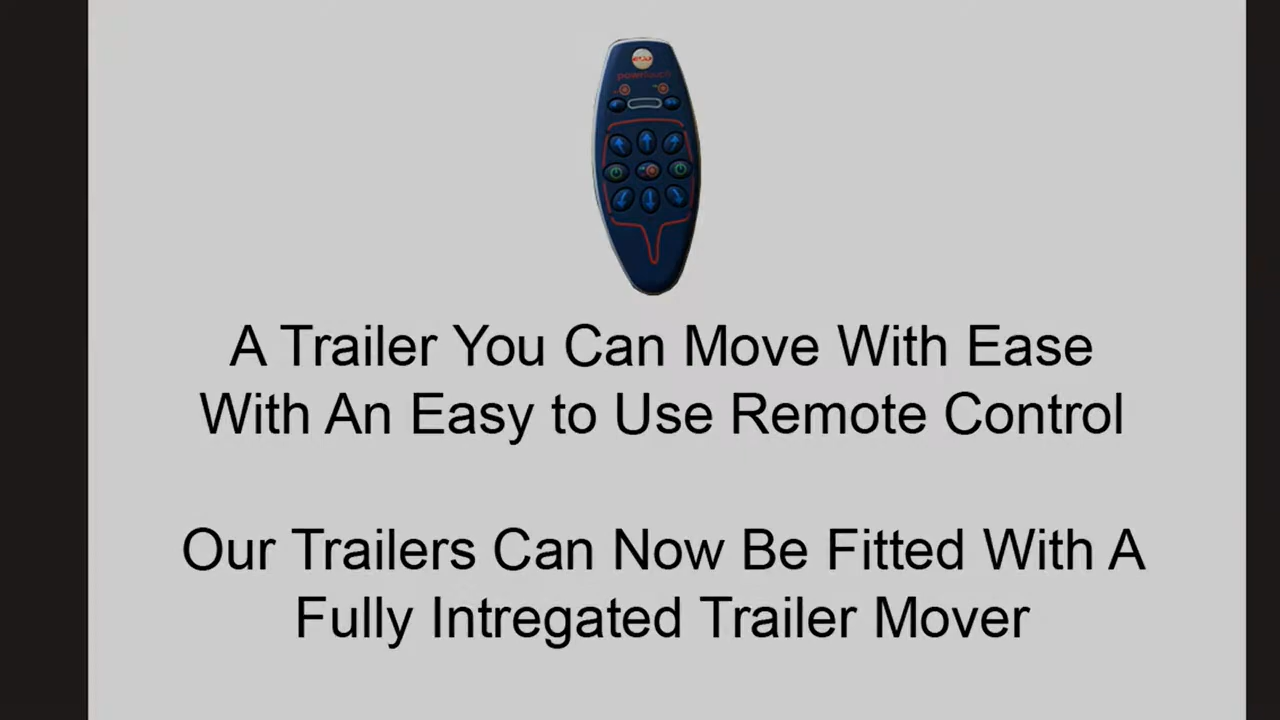 powrtouch
A Trailer You Can Move With Ease
With An Easy to Use Remote Control
Our Trailers Can Now Be Fitted With A
Fully Intregated Trailer Mover